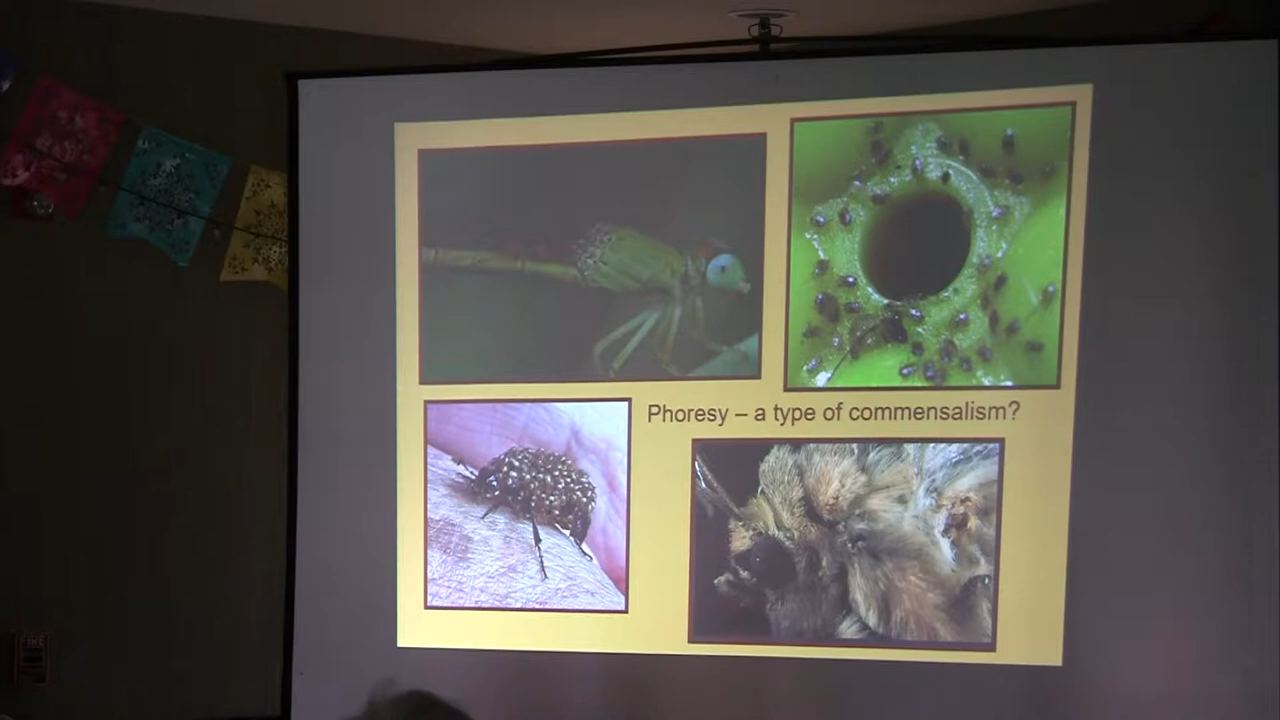 Phoresy – a type of commensalism?